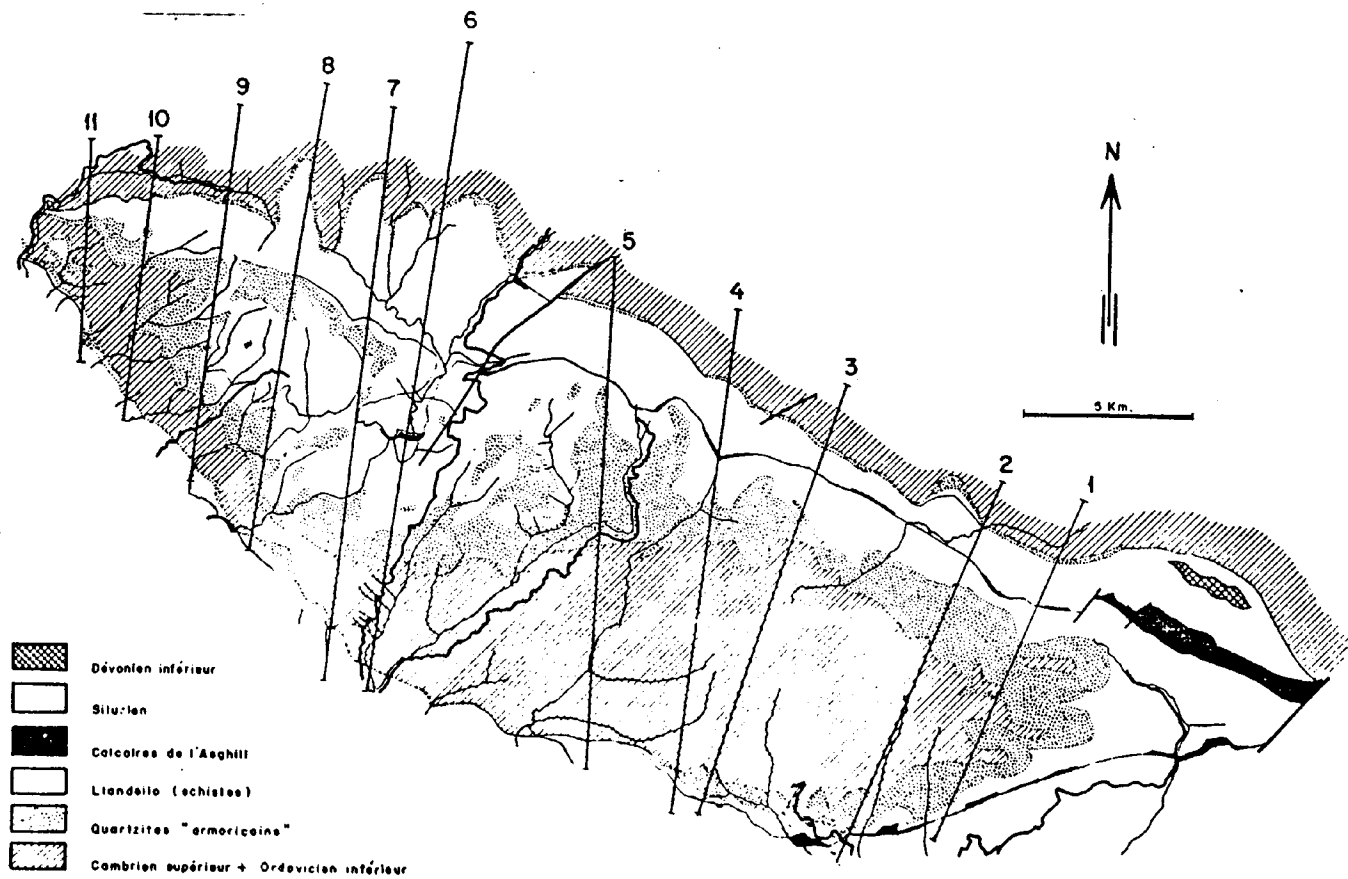 6
8
9
7
11
10
N
5
4
5 Km.
3
2
1
Dévonien inférieur
Silurien
Calcaires de l'Ashgill
Llandeilo (schistes)
Quartzites "armoricains"
Cambrien supérieur + Ordovicien inférieur